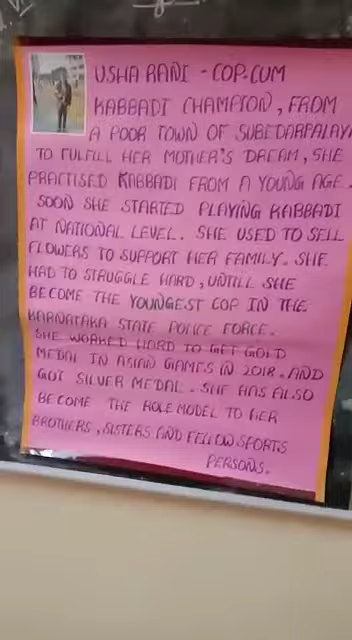 USHA RANI - COP-CUM
KABBADI CHAMPION, FROM
A POOR TOWN OF SUBEDARPALAYA
TO FULFILL HER MOTHER'S DREAM, SHE
PRACTISED KABBADI FROM A YOUNG AGE.
SOON SHE STARTED PLAYING KABBADI
AT NATIONAL LEVEL. SHE USED TO SELL
FLOWERS TO SUPPORT HER FAMILY. SHE
HAD TO STRUGGLE HARD, UNTILL SHE
BECOME THE YOUNGEST COP IN THE
KARNATAKA STATE POLICE FORCE.
SHE WORKED HARD TO GET GOLD
MEDAL IN ASIAN GAMES IN 2018. AND
GOT SILVER MEDAL. SHE HAS ALSO
BECOME THE ROLE MODEL TO HER
BROTHERS, SISTERS AND FELLOW SPORTS
PERSONS.